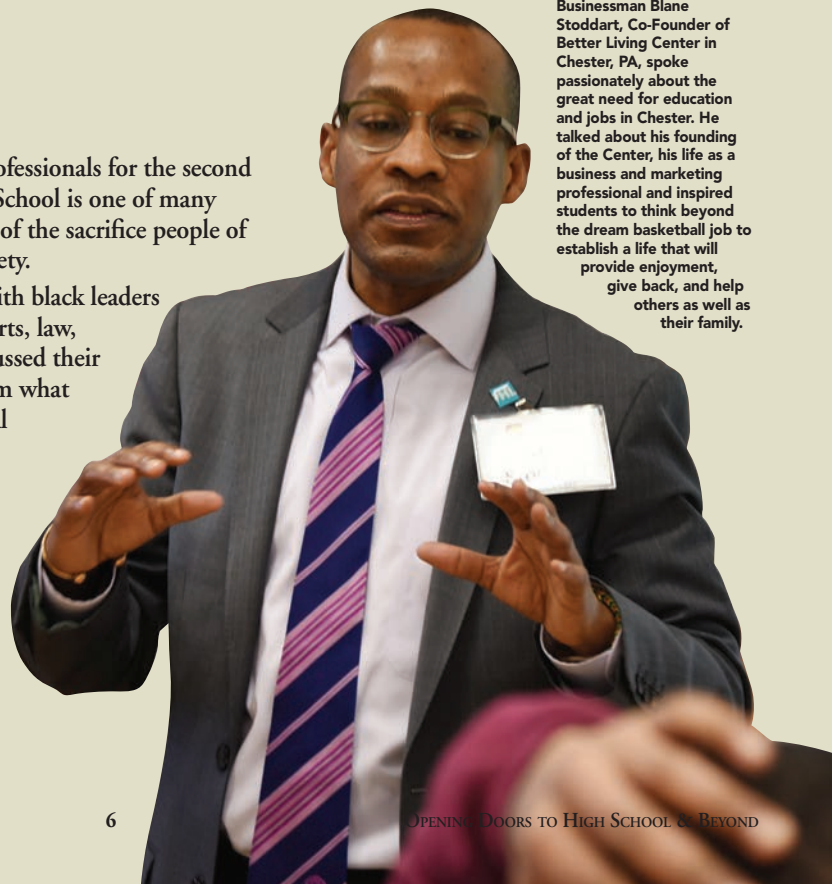 ofessionals for the second
School is one of many
of the sacrifice people of
ety.
ith black leaders
rts, law,
ussed their
m what
l
Businessman Blane
Stoddart, Co-Founder of
Better Living Center in
Chester, PA, spoke
passionately about the
great need for education
and jobs in Chester. He
talked about his founding
of the Center, his life as a
business and marketing
professional and inspired
students to think beyond
the dream basketball job to
establish a life that will
provide enjoyment,
give back, and help
others as well as
their family.
6
Opening Doors to High School & Beyond